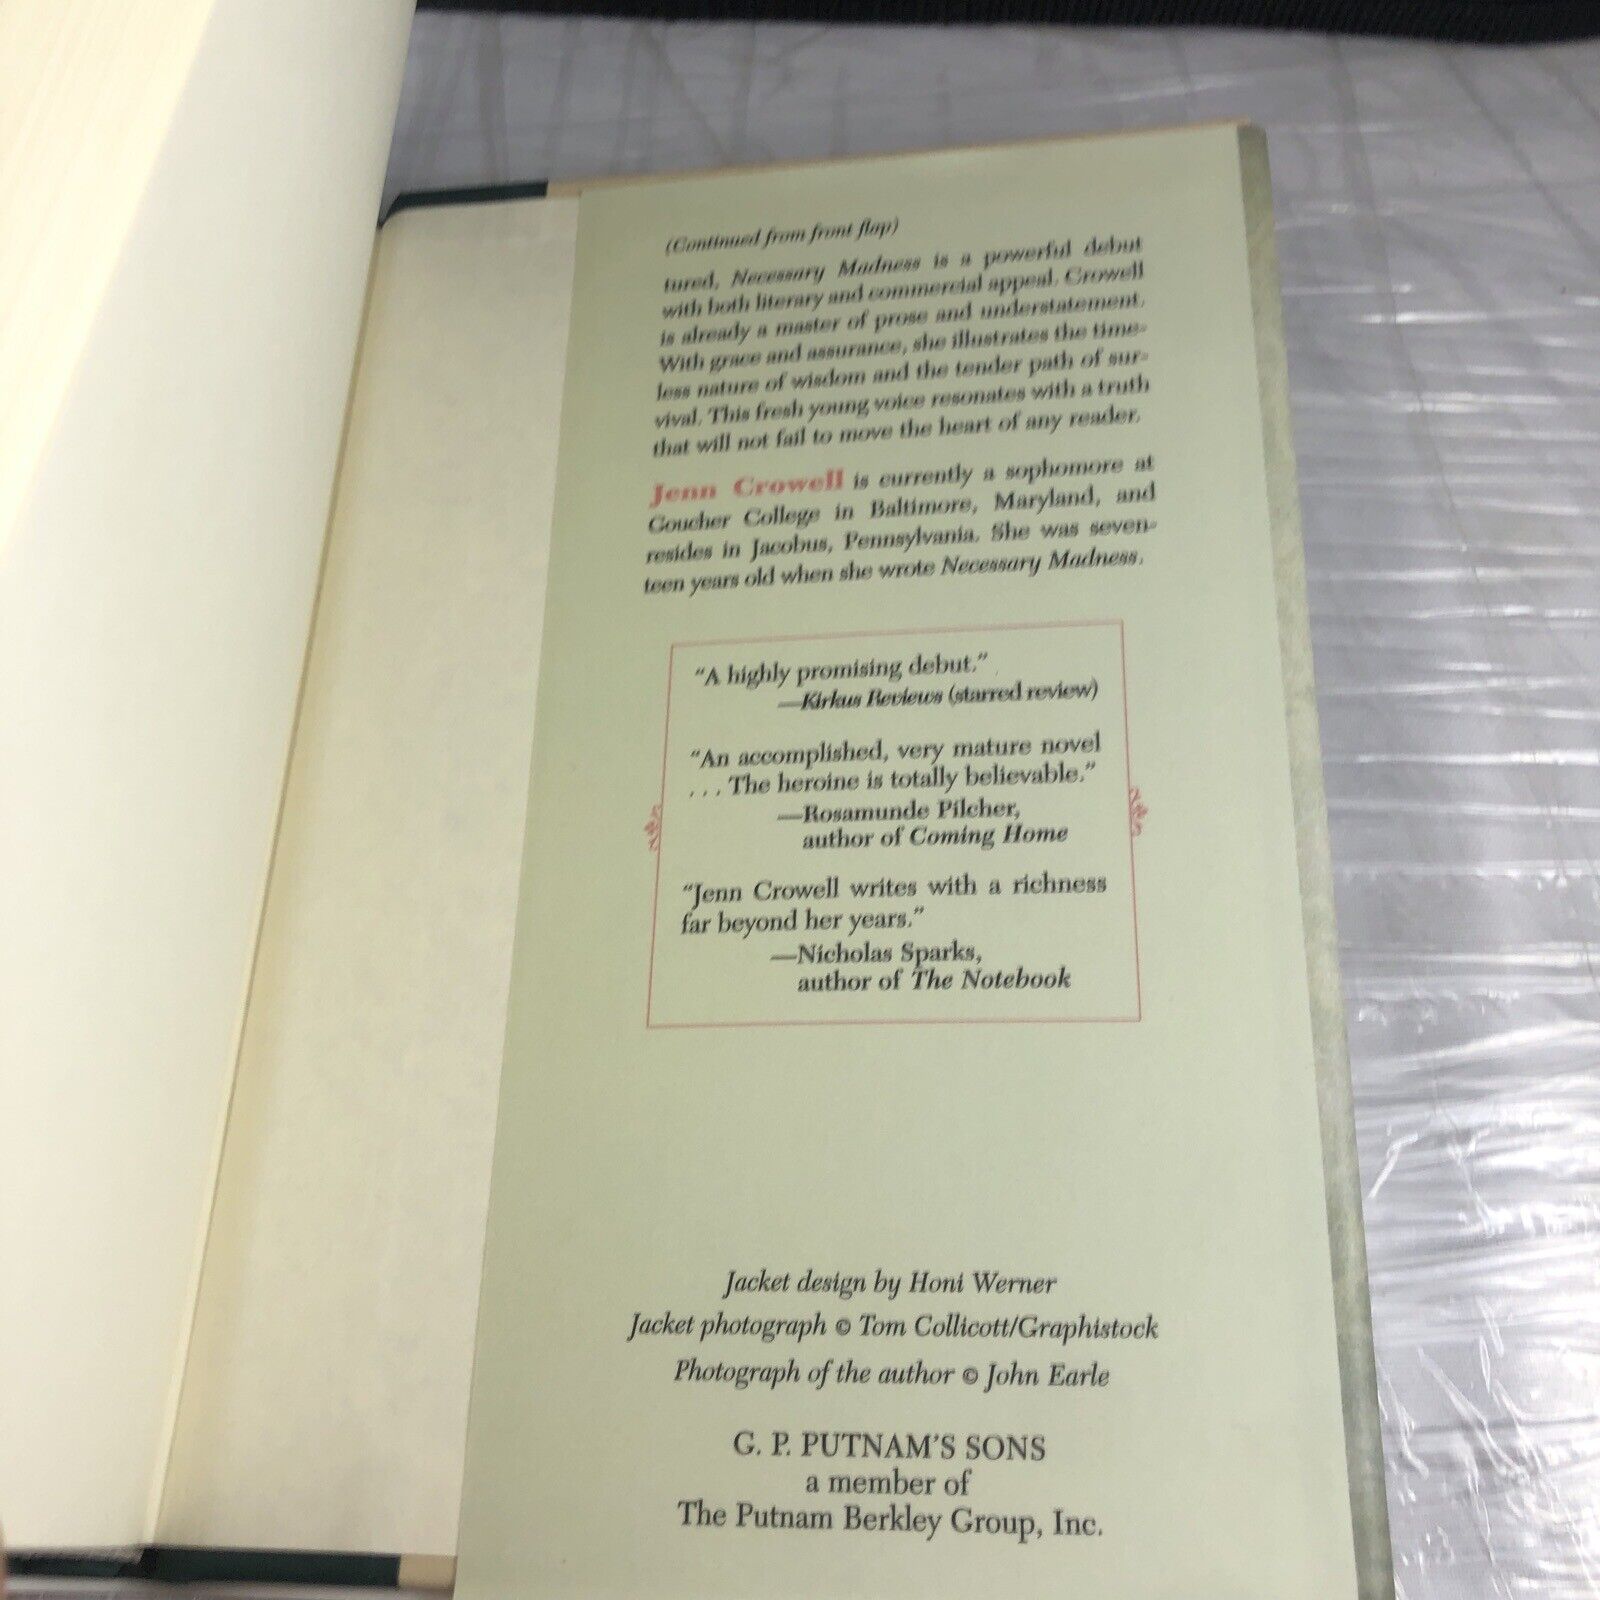 (Continued from front flap)
tured, Necessary Madness is a powerful debut
with both literary and commercial appeal. Crowell
is already a master of prose and understatement.
With grace and assurance, she illustrates the time-
less nature of wisdom and the tender path of sur-
vival. This fresh young voice resonates with a truth
that will not fail to move the heart of any reader.
Jenn Crowell is currently a sophomore at
Goucher College in Baltimore, Maryland, and
resides in Jacobus, Pennsylvania. She was seven-
teen years old when she wrote Necessary Madness.
“A highly promising debut.”
—Kirkus Reviews (starred review)
“An accomplished, very mature novel
. . . The heroine is totally believable.”
—Rosamunde Pilcher,
author of Coming Home
“Jenn Crowell writes with a richness
far beyond her years.”
—Nicholas Sparks,
author of The Notebook
Jacket design by Honi Werner
Jacket photograph © Tom Collicott/Graphistock
Photograph of the author © John Earle
G. P. PUTNAM’S SONS
a member of
The Putnam Berkley Group, Inc.